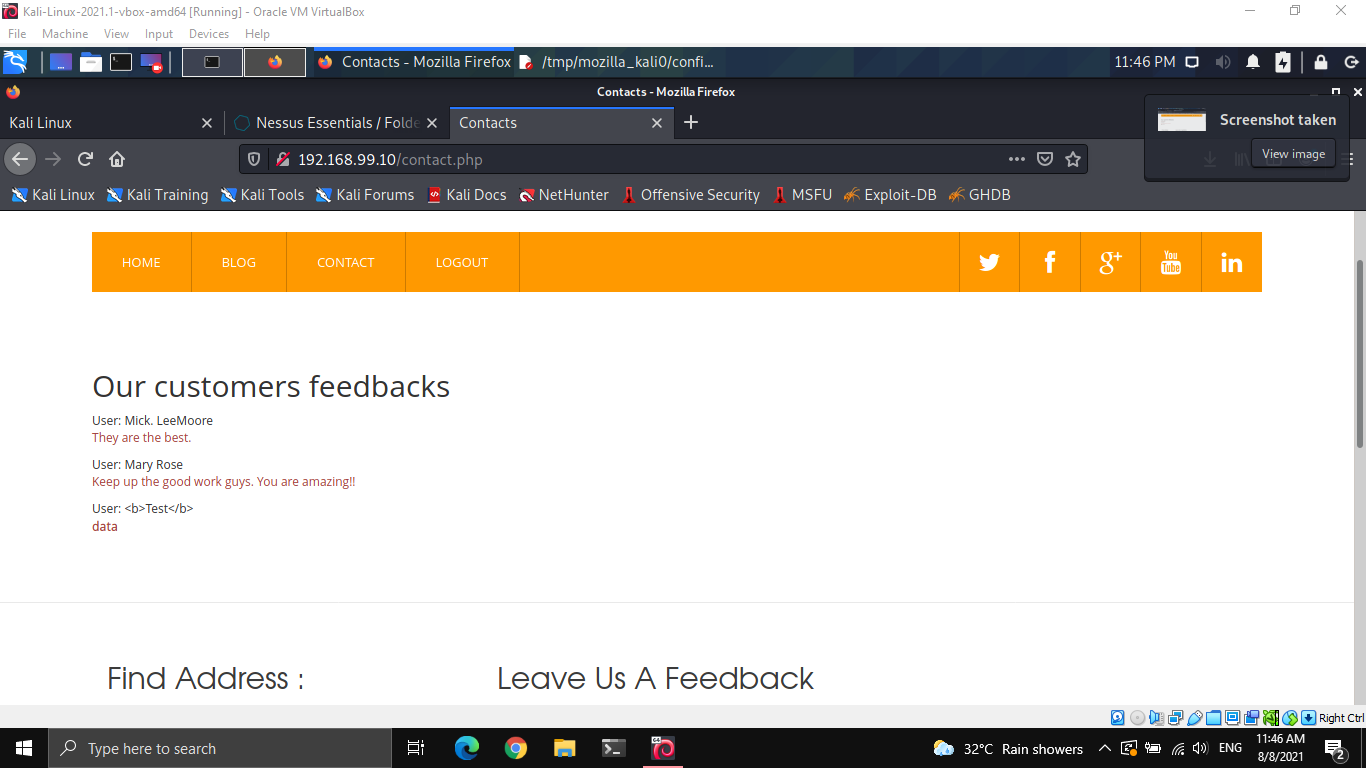 Kali-Linux-2021.1-vbox-amd64 [Running] - Oracle VM VirtualBox
File Machine View Input Devices Help
Contacts - Mozilla Firefox /tmp/mozilla_kali0/confi... 11:46 PM
Contacts - Mozilla Firefox
Kali Linux Nessus Essentials / Folde Contacts
Screenshot taken
View image
192.168.99.10/contact.php
Kali Linux Kali Training Kali Tools Kali Forums Kali Docs NetHunter Offensive Security MSFU Exploit-DB GHDB
HOME BLOG CONTACT LOGOUT You Tube in
Our customers feedbacks
User: Mick. LeeMoore
They are the best.
User: Mary Rose
Keep up the good work guys. You are amazing!!
User: <b>Test</b>
data
Find Address : Leave Us A Feedback
Right Ctrl
Type here to search 32°C Rain showers ENG 11:46 AM
8/8/2021 2